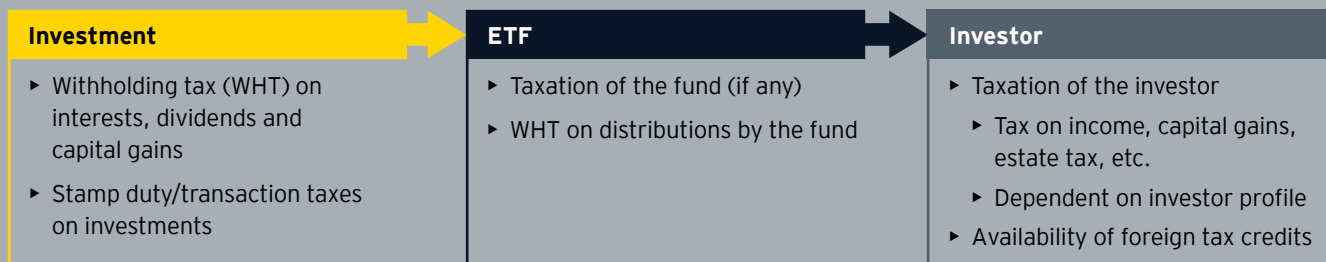 Investment
▸ Withholding tax (WHT) on
interests, dividends and
capital gains
▸ Stamp duty/transaction taxes
on investments
ETF
▸ Taxation of the fund (if any)
▸ WHT on distributions by the fund
Investor
▸ Taxation of the investor
▸ Tax on income, capital gains,
estate tax, etc.
▸ Dependent on investor profile
▸ Availability of foreign tax credits